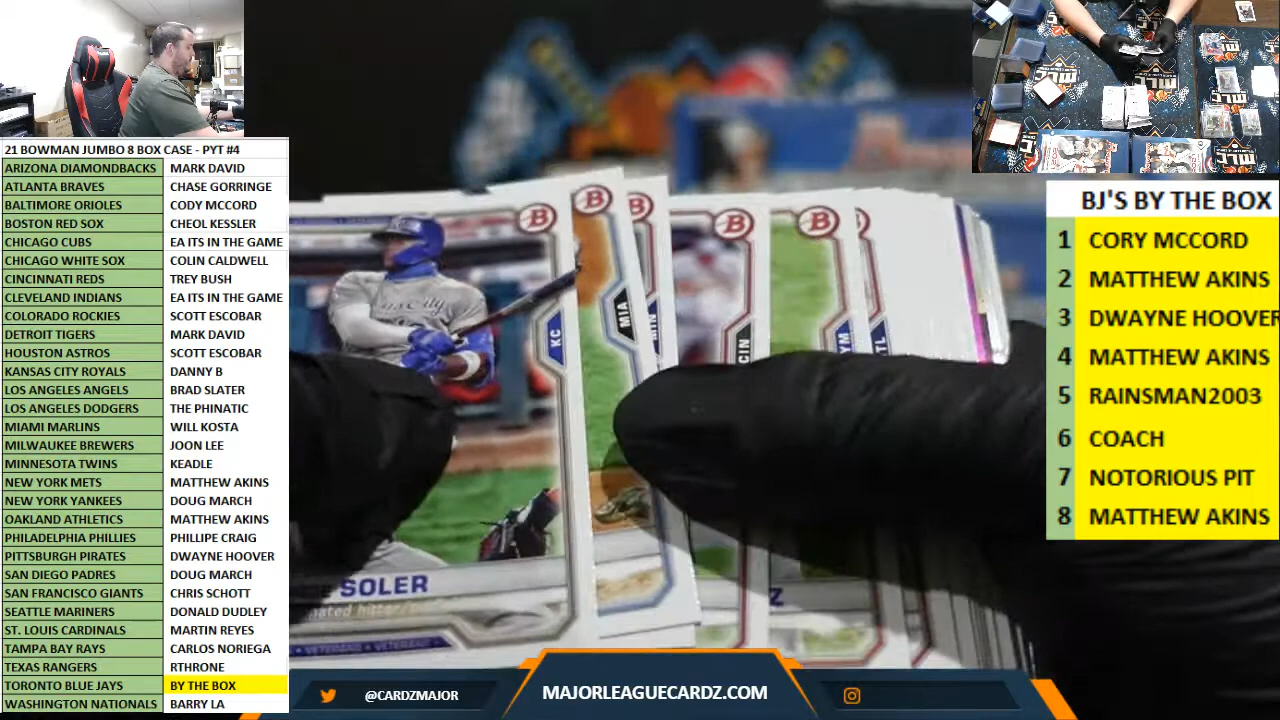 21 BOWMAN JUMBO 8 BOX CASE - PYT #4
ARIZONA DIAMONDBACKS MARK DAVID
ATLANTA BRAVES CHASE GORRINGE
BALTIMORE ORIOLES CODY MCCORD
BOSTON RED SOX CHEOL KESSLER
CHICAGO CUBS EA ITS IN THE GAME
CHICAGO WHITE SOX COLIN CALDWELL
CINCINNATI REDS TREY BUSH
CLEVELAND INDIANS EA ITS IN THE GAME
COLORADO ROCKIES SCOTT ESCOBAR
DETROIT TIGERS MARK DAVID
HOUSTON ASTROS SCOTT ESCOBAR
KANSAS CITY ROYALS DANNY B
LOS ANGELES ANGELS BRAD SLATER
LOS ANGELES DODGERS THE PHINATIC
MIAMI MARLINS WILL KOSTA
MILWAUKEE BREWERS JOON LEE
MINNESOTA TWINS KEADLE
NEW YORK METS MATTHEW AKINS
NEW YORK YANKEES DOUG MARCH
OAKLAND ATHLETICS MATTHEW AKINS
PHILADELPHIA PHILLIES PHILLIPE CRAIG
PITTSBURGH PIRATES DWAYNE HOOVER
SAN DIEGO PADRES DOUG MARCH
SAN FRANCISCO GIANTS CHRIS SCHOTT
SEATTLE MARINERS DONALD DUDLEY
ST. LOUIS CARDINALS MARTIN REYES
TAMPA BAY RAYS CARLOS NORIEGA
TEXAS RANGERS RTHRONE
TORONTO BLUE JAYS BY THE BOX
WASHINGTON NATIONALS BARRY LA
B
B
B
B
B
KC
MIA
MIN
CIN
SOLER
VETERAN
Z
MLC
MLC
MLC
BJ'S BY THE BOX
1 CORY MCCORD
2 MATTHEW AKINS
3 DWAYNE HOOVER
4 MATTHEW AKINS
5 RAINSMAN2003
6 COACH
7 NOTORIOUS PIT
8 MATTHEW AKINS
@CARDZMAJOR
MAJORLEAGUECARDZ.COM